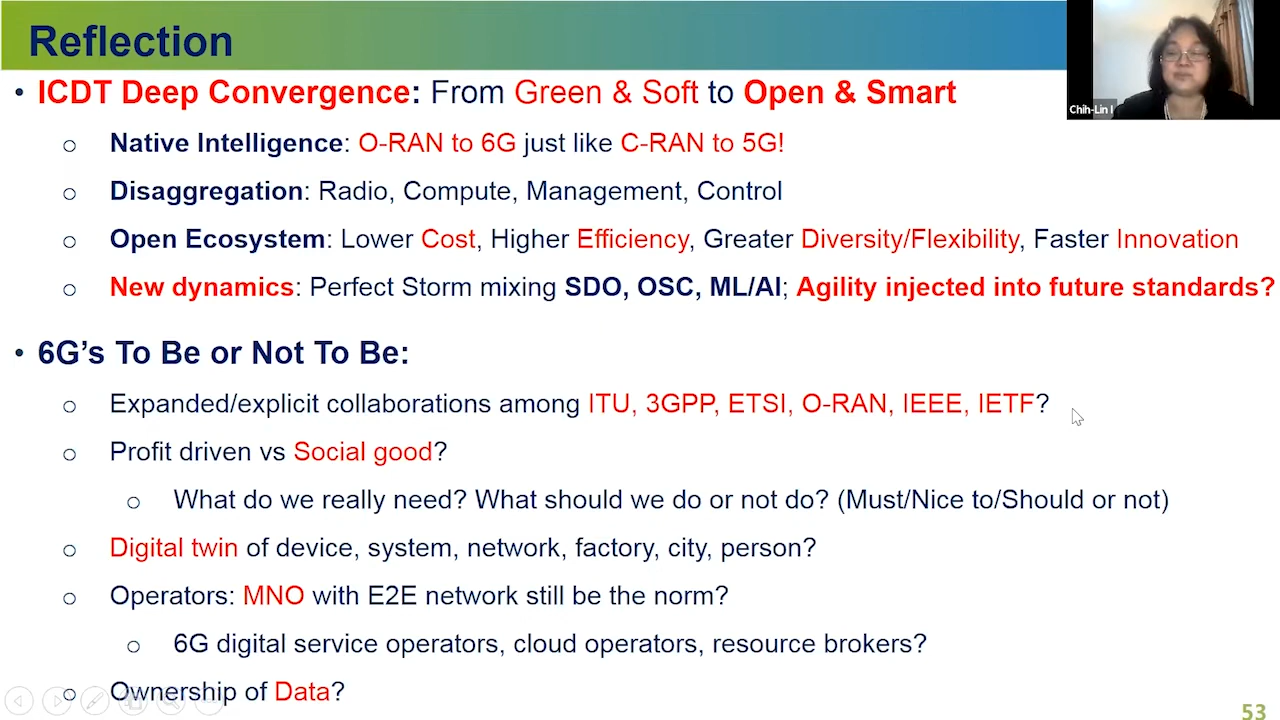 Reflection
Chih-Lin I
• ICDT Deep Convergence: From Green & Soft to Open & Smart
o Native Intelligence: O-RAN to 6G just like C-RAN to 5G!
o Disaggregation: Radio, Compute, Management, Control
o Open Ecosystem: Lower Cost, Higher Efficiency, Greater Diversity/Flexibility, Faster Innovation
o New dynamics: Perfect Storm mixing SDO, OSC, ML/AI; Agility injected into future standards?
• 6G's To Be or Not To Be:
o Expanded/explicit collaborations among ITU, 3GPP, ETSI, O-RAN, IEEE, IETF?
o Profit driven vs Social good?
o What do we really need? What should we do or not do? (Must/Nice to/Should or not)
o Digital twin of device, system, network, factory, city, person?
o Operators: MNO with E2E network still be the norm?
o 6G digital service operators, cloud operators, resource brokers?
o Ownership of Data?
53